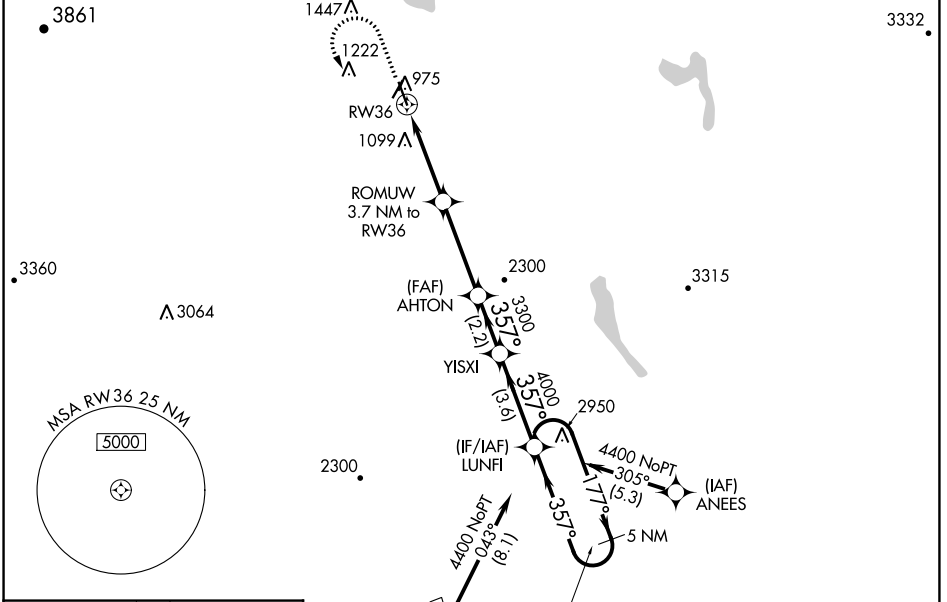 1447
3861
3332
1222
975
RW36
1099
ROMUW
3.7 NM to
RW36
3360
2300
3315
(FAF)
AHTON
3300
357°
(2.2)
3064
YISXI
4000
357°
(3.6)
2950
MSA RW36 25 NM
5000
(IF/IAF)
LUNFI
4400 NoPT
305°
(5.3)
(IAF)
ANEES
2300
177°
357°
5 NM
4400 NoPT
043°
(8.1)